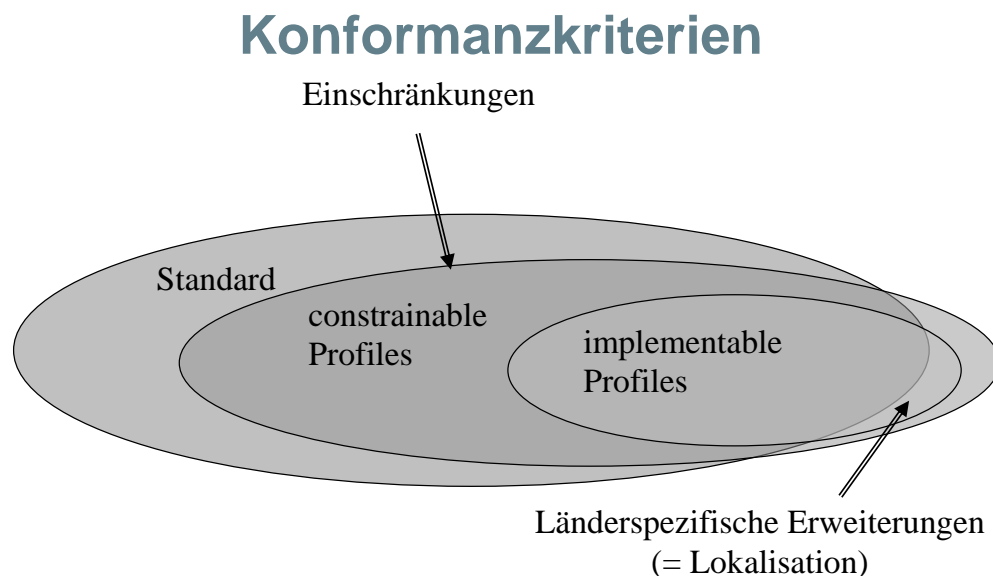 Konformanzkriterien
Einschränkungen
Standard
constrainable
Profiles
implementable
Profiles
Länderspezifische Erweiterungen
(= Lokalisation)